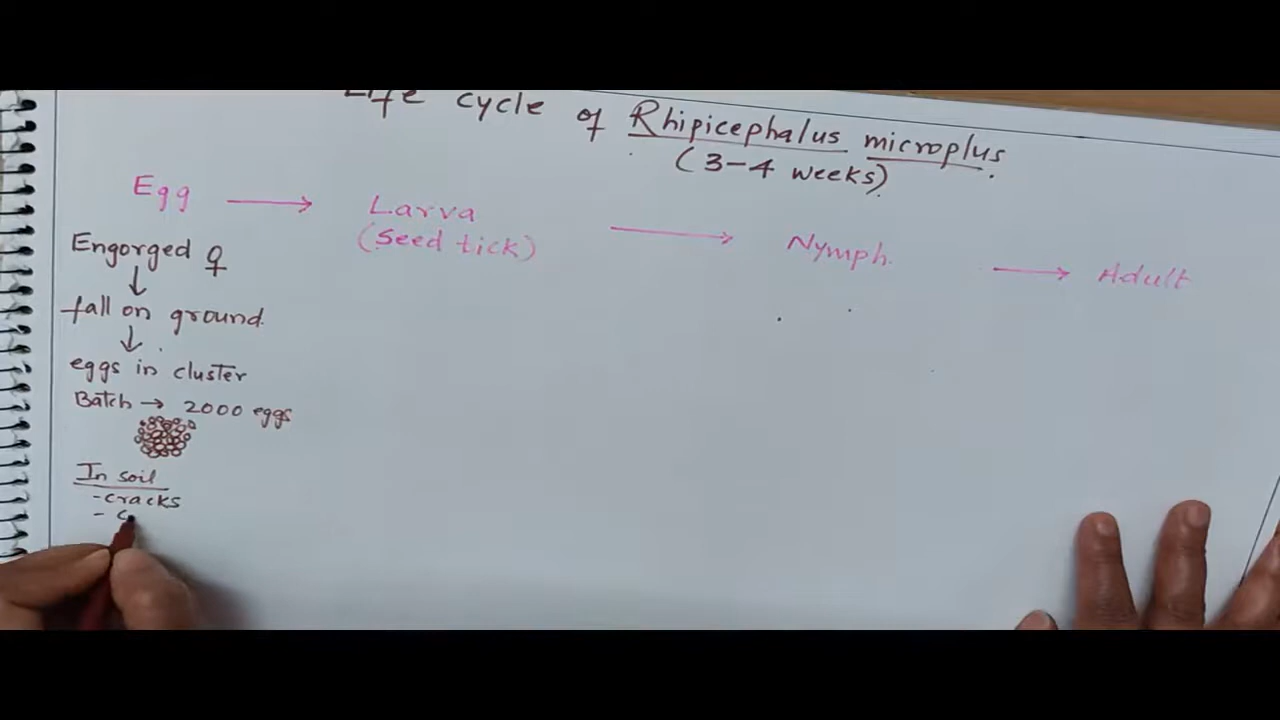 Life cycle of Rhipicephalus microplus.
(3-4 weeks)
Egg → Larva → Nymph. → Adult
(Seed tick)
Engorged ♀
↓
fall on ground.
↓
eggs in cluster
Batch → 2000 eggs
In soil
- cracks
- c